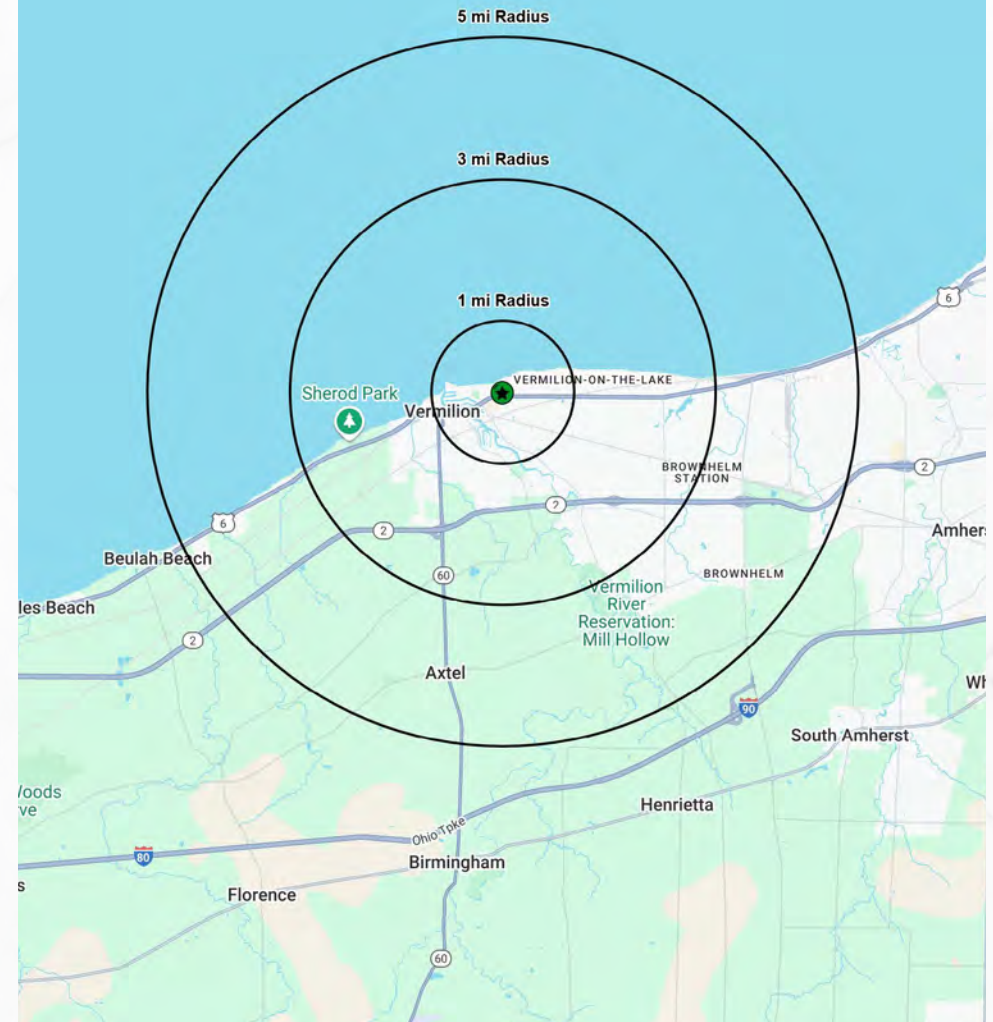 5 mi Radius
3 mi Radius
1 mi Radius
6
VERMILION-ON-THE-LAKE
Sherod Park
Vermilion
BROWNHELM
STATION
2
2
6
2
Amhers
Beulah Beach
60
BROWNHELM
Vermilion
River
Reservation:
Mill Hollow
les Beach
2
Axtel
Wh
90
South Amherst
Woods
ve
Henrietta
Ohio Tpke
80
Birmingham
s
Florence
60